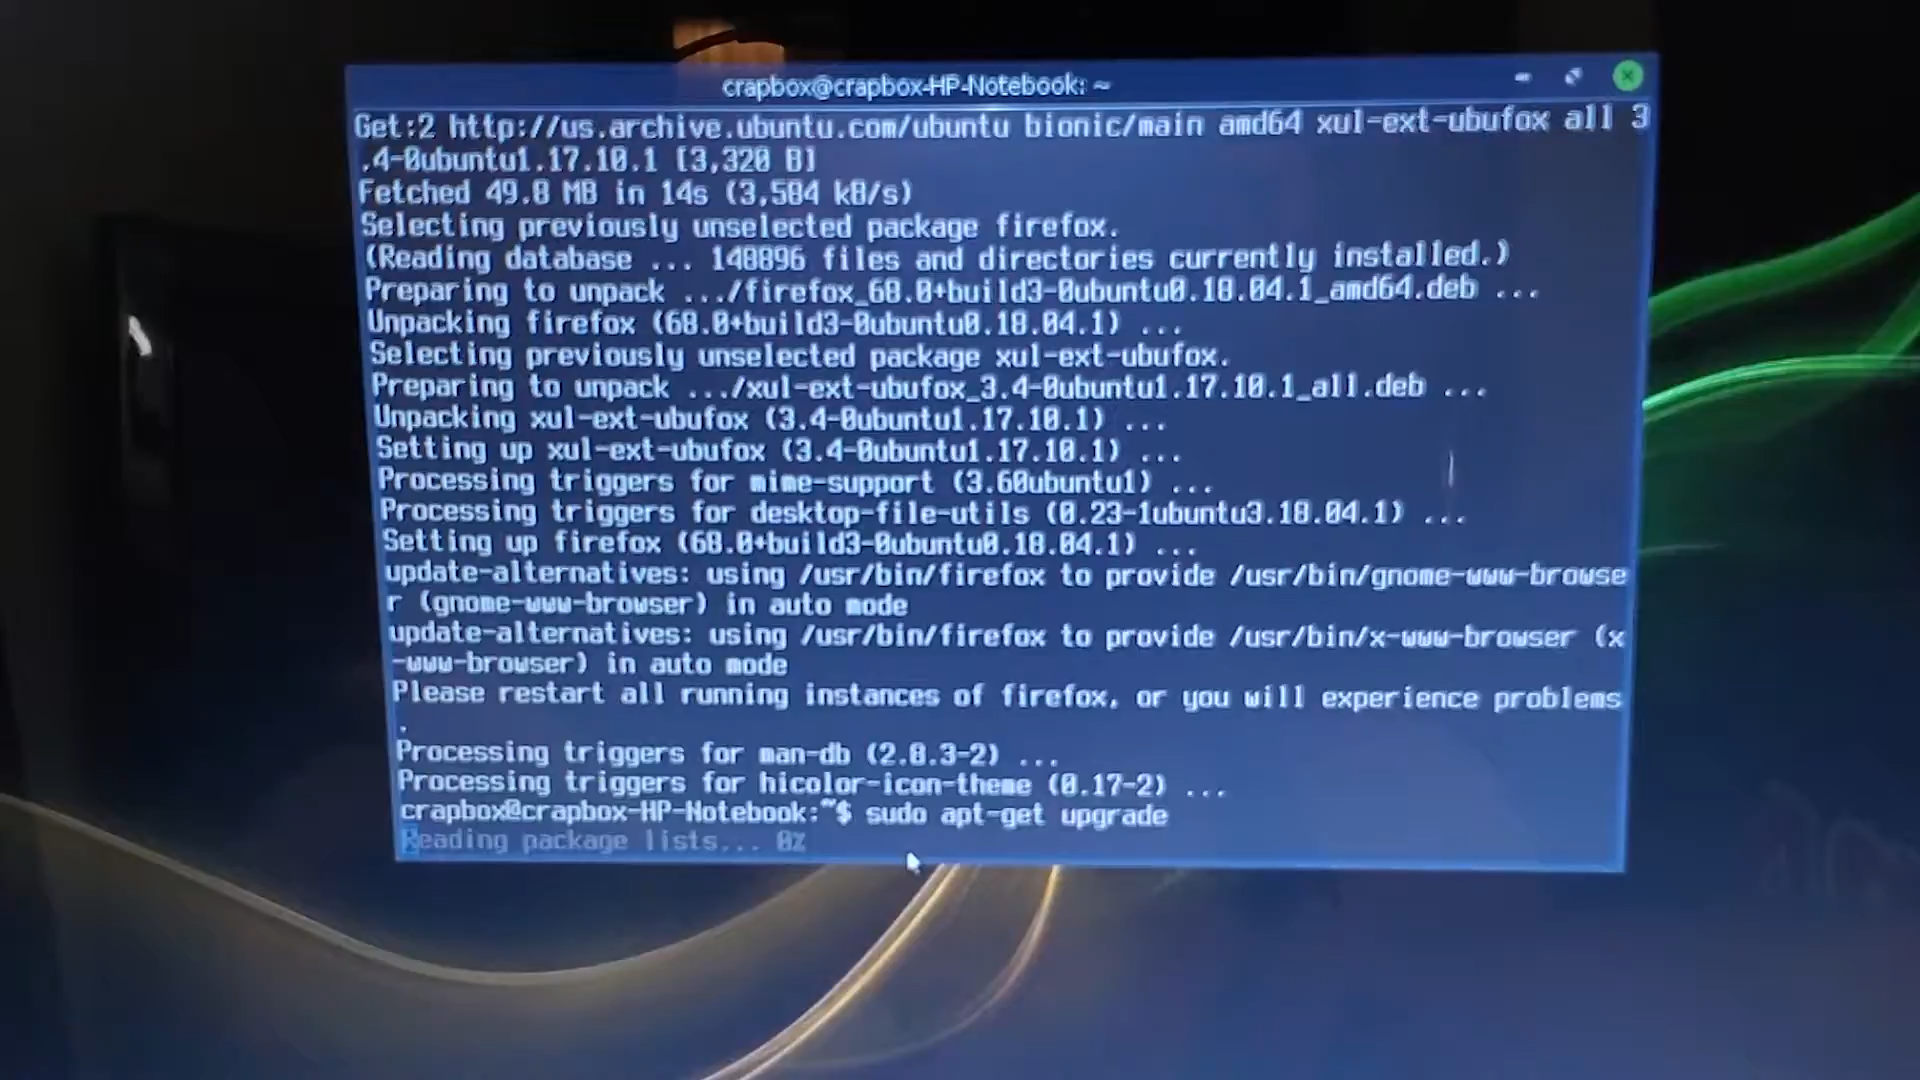 crapbox@crapbox-HP-Notebook: ~
Get:2 http://us.archive.ubuntu.com/ubuntu bionic/main amd64 xul-ext-ubufox all 3
.4-0ubuntu1.17.10.1 [3,320 B]
Fetched 49.8 MB in 14s (3,584 kB/s)
Selecting previously unselected package firefox.
(Reading database ... 140896 files and directories currently installed.)
Preparing to unpack .../firefox_68.0+build3-0ubuntu0.18.04.1_amd64.deb ...
Unpacking firefox (68.0+build3-0ubuntu0.18.04.1) ...
Selecting previously unselected package xul-ext-ubufox.
Preparing to unpack .../xul-ext-ubufox_3.4-0ubuntu1.17.10.1_all.deb ...
Unpacking xul-ext-ubufox (3.4-0ubuntu1.17.10.1) ...
Setting up xul-ext-ubufox (3.4-0ubuntu1.17.10.1) ...
Processing triggers for mime-support (3.60ubuntu1) ...
Processing triggers for desktop-file-utils (0.23-1ubuntu3.18.04.1) ...
Setting up firefox (68.0+build3-0ubuntu0.18.04.1) ...
update-alternatives: using /usr/bin/firefox to provide /usr/bin/gnome-www-browse
r (gnome-www-browser) in auto mode
update-alternatives: using /usr/bin/firefox to provide /usr/bin/x-www-browser (x
-www-browser) in auto mode
Please restart all running instances of firefox, or you will experience problems
.
Processing triggers for man-db (2.8.3-2) ...
Processing triggers for hicolor-icon-theme (0.17-2) ...
crapbox@crapbox-HP-Notebook:~$ sudo apt-get upgrade
Reading package lists... 0%